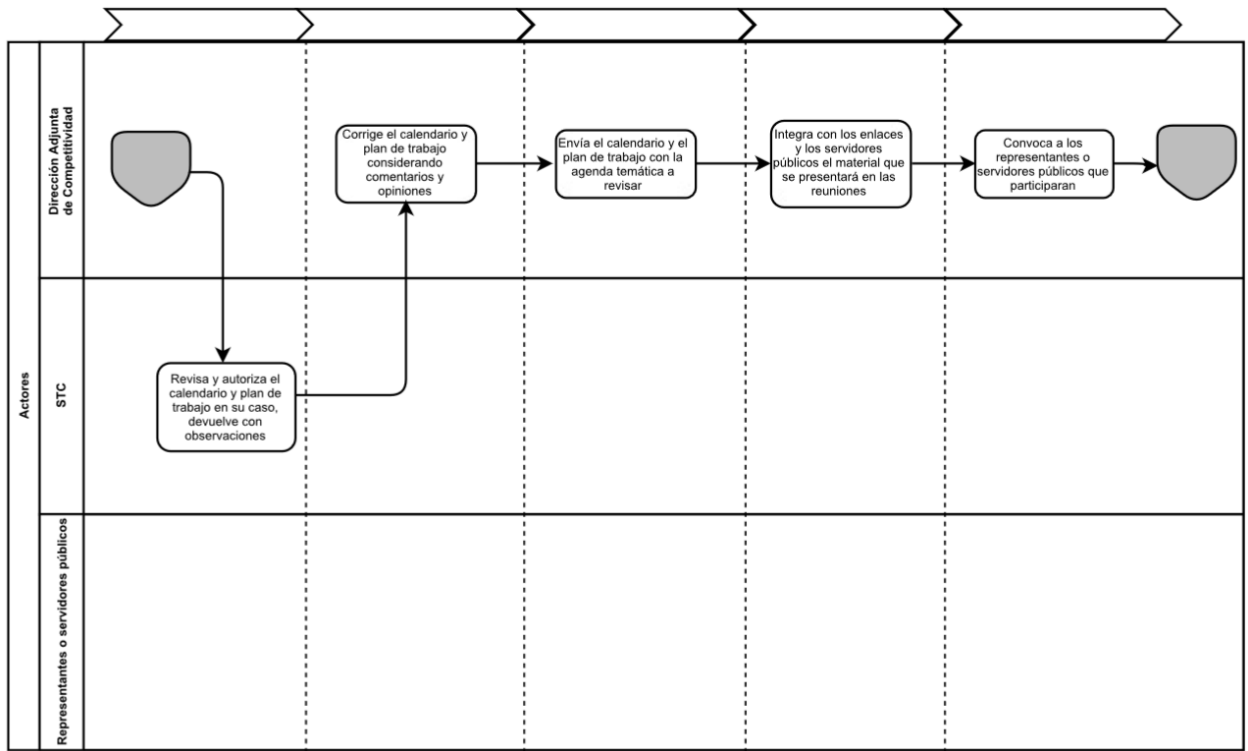 Actores
Dirección Adjunta
de Competitividad
Corrige el calendario y
plan de trabajo
considerando
comentarios y
opiniones
Envía el calendario y el
plan de trabajo con la
agenda temática a
revisar
Integra con los enlaces
y los servidores
públicos el material que
se presentará en las
reuniones
Convoca a los
representantes o
servidores públicos que
participaran
STC
Revisa y autoriza el
calendario y plan de
trabajo en su caso,
devuelve con
observaciones
Representantes o servidores públicos